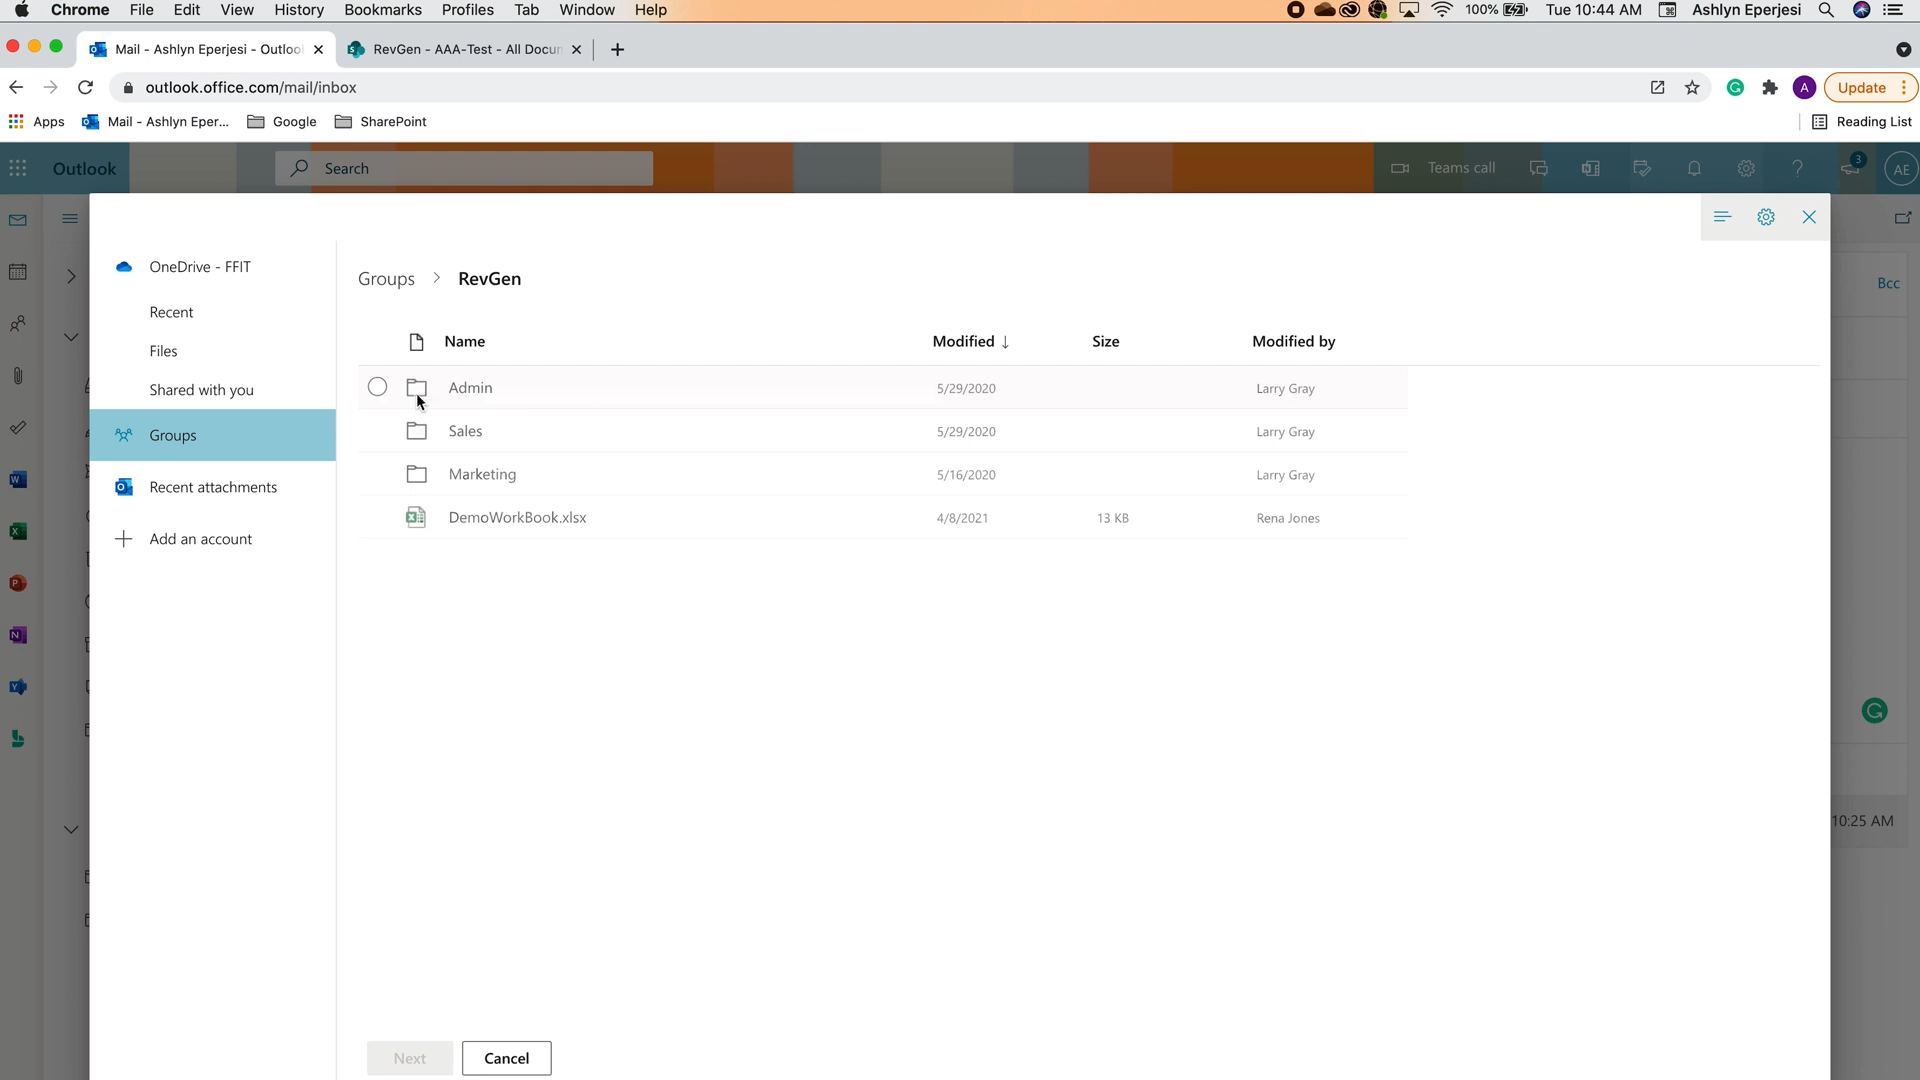 Chrome File Edit View History Bookmarks Profiles Tab Window Help 100% Tue 10:44 AM Ashlyn Eperjesi
Mail - Ashlyn Eperjesi - Outloo RevGen - AAA-Test - All Docun
outlook.office.com/mail/inbox A Update
Apps Mail - Ashlyn Eper... Google SharePoint Reading List
Outlook Search Teams call 3 AE
OneDrive - FFIT
Recent
Files
Shared with you
Groups
Recent attachments
Add an account
Groups > RevGen
Bcc
Name Modified ↓ Size Modified by
Admin 5/29/2020 Larry Gray
Sales 5/29/2020 Larry Gray
Marketing 5/16/2020 Larry Gray
DemoWorkBook.xlsx 4/8/2021 13 KB Rena Jones
10:25 AM
Next Cancel